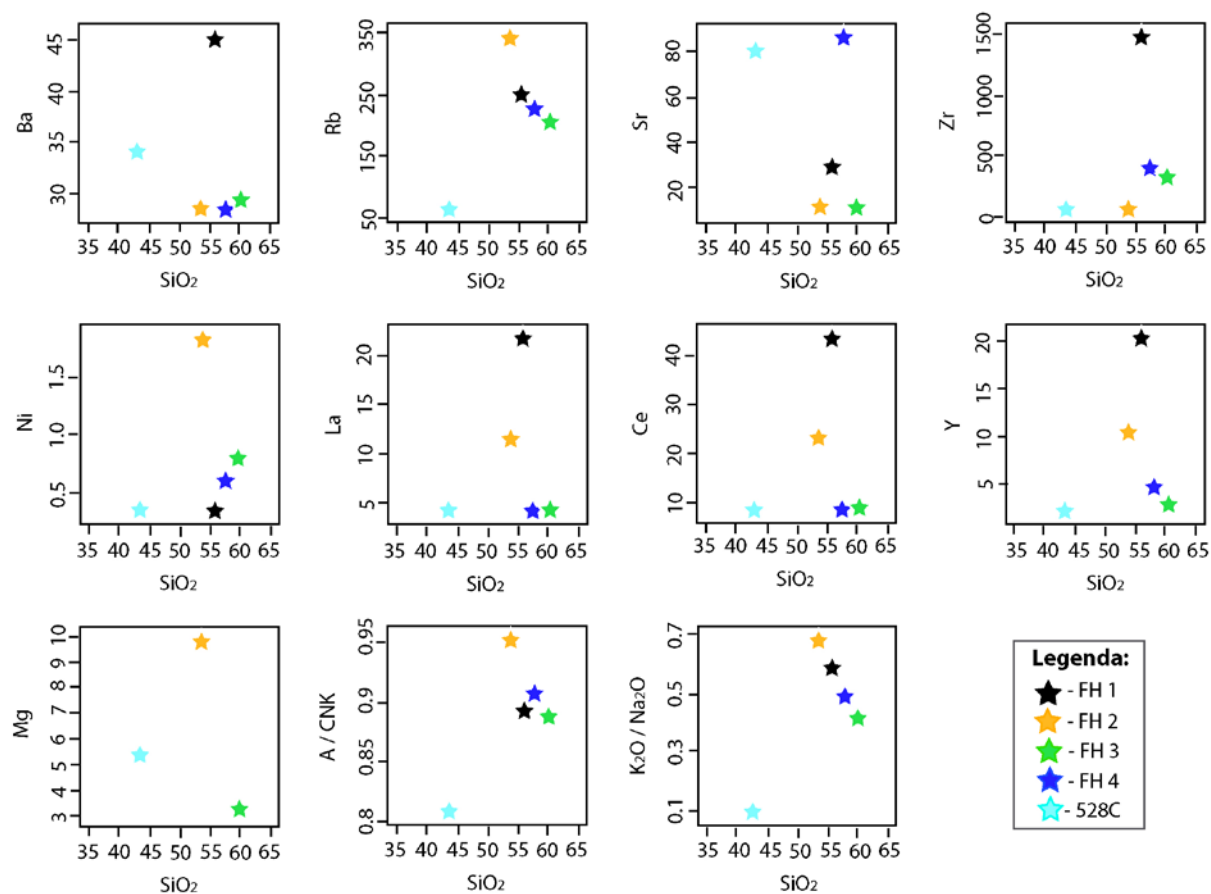 Ba
45
35
30
35 40 45 50 55 60 65
SiO₂
Rb
350
250
150
50
35 40 45 50 55 60 65
SiO₂
Sr
80
60
40
20
35 40 45 50 55 60 65
SiO₂
Zr
1500
1000
500
0
35 40 45 50 55 60 65
SiO₂
Ni
1.5
1.0
0.5
35 40 45 50 55 60 65
SiO₂
La
20
15
10
5
35 40 45 50 55 60 65
SiO₂
Ce
40
30
20
10
35 40 45 50 55 60 65
SiO₂
Y
20
15
10
5
35 40 45 50 55 60 65
SiO₂
Mg
10
9
8
7
6
5
4
3
35 40 45 50 55 60 65
SiO₂
A / CNK
0.95
0.9
0.85
0.8
35 40 45 50 55 60 65
SiO₂
K₂O / Na₂O
0.7
0.5
0.3
0.1
35 40 45 50 55 60 65
SiO₂
Legenda:
- FH 1
- FH 2
- FH 3
- FH 4
- 528C